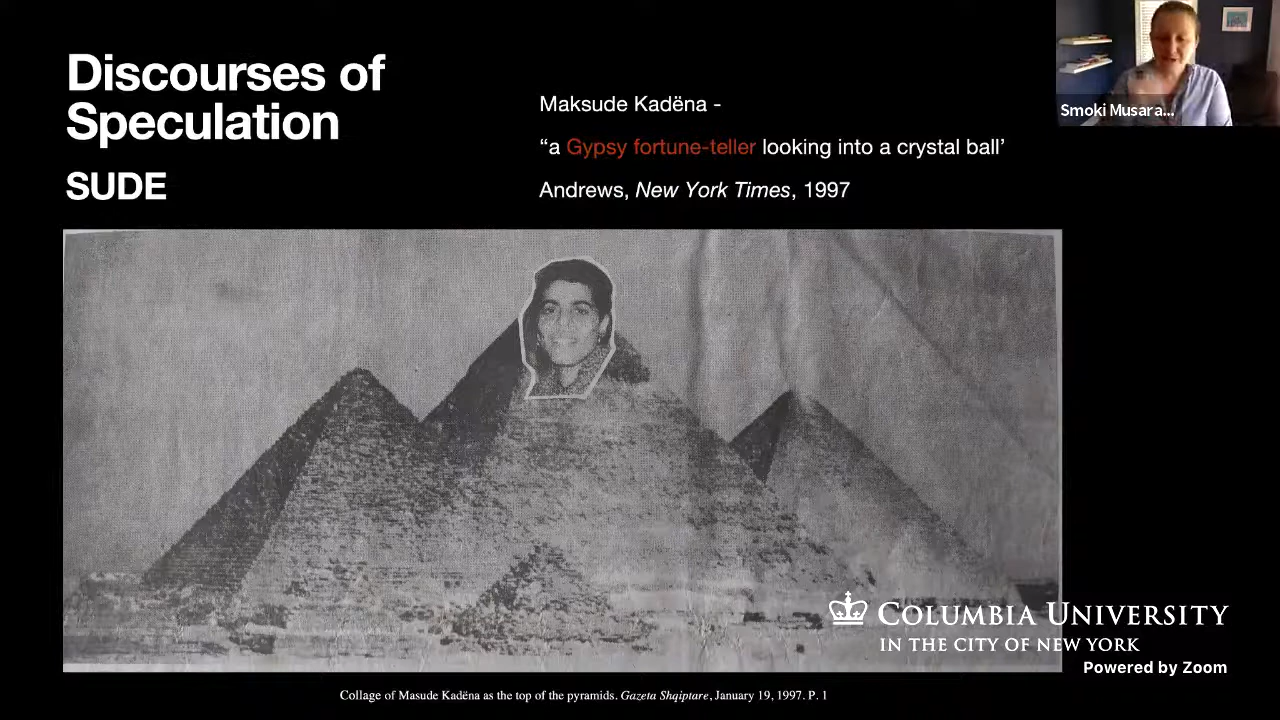 Discourses of
Speculation
SUDE
Maksude Kadëna -
“a Gypsy fortune-teller looking into a crystal ball’
Andrews, New York Times, 1997
Smoki Musara...
COLUMBIA UNIVERSITY
IN THE CITY OF NEW YORK
Powered by Zoom
Collage of Masude Kadëna as the top of the pyramids. Gazeta Shqiptare, January 19, 1997. P. 1